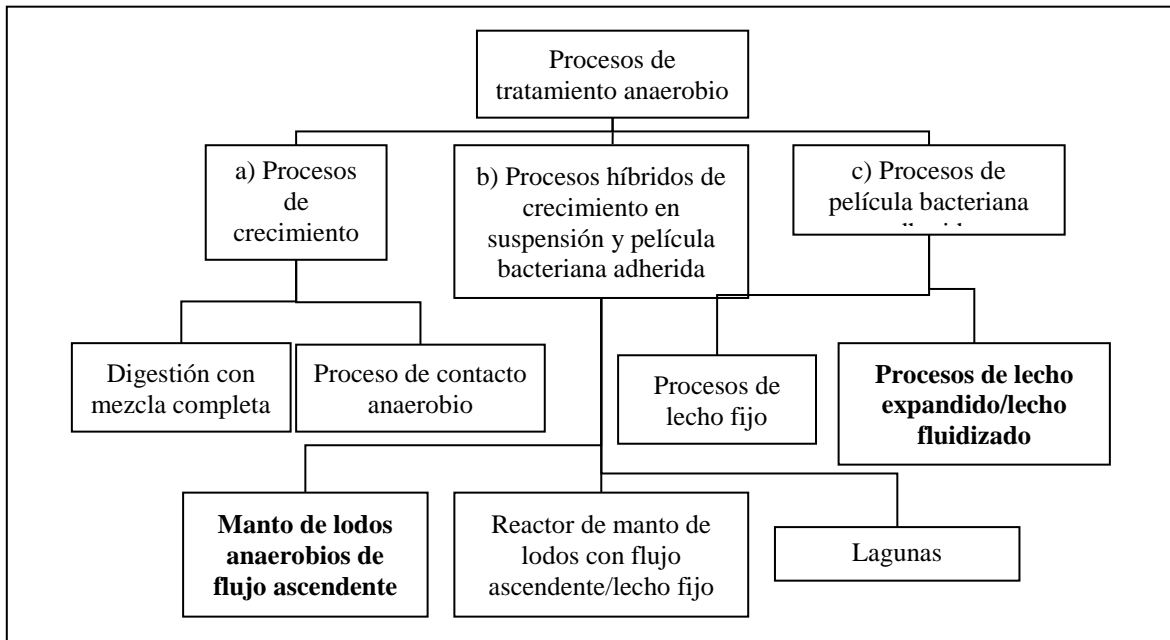 Procesos de
tratamiento anaerobio
a) Procesos
de
crecimiento
b) Procesos híbridos de
crecimiento en
suspensión y película
bacteriana adherida
c) Procesos de
película bacteriana
Digestión con
mezcla completa
Proceso de contacto
anaerobio
Procesos de
lecho fijo
Procesos de lecho
expandido/lecho
fluidizado
Manto de lodos
anaerobios de
flujo ascendente
Reactor de manto de
lodos con flujo
ascendente/lecho fijo
Lagunas